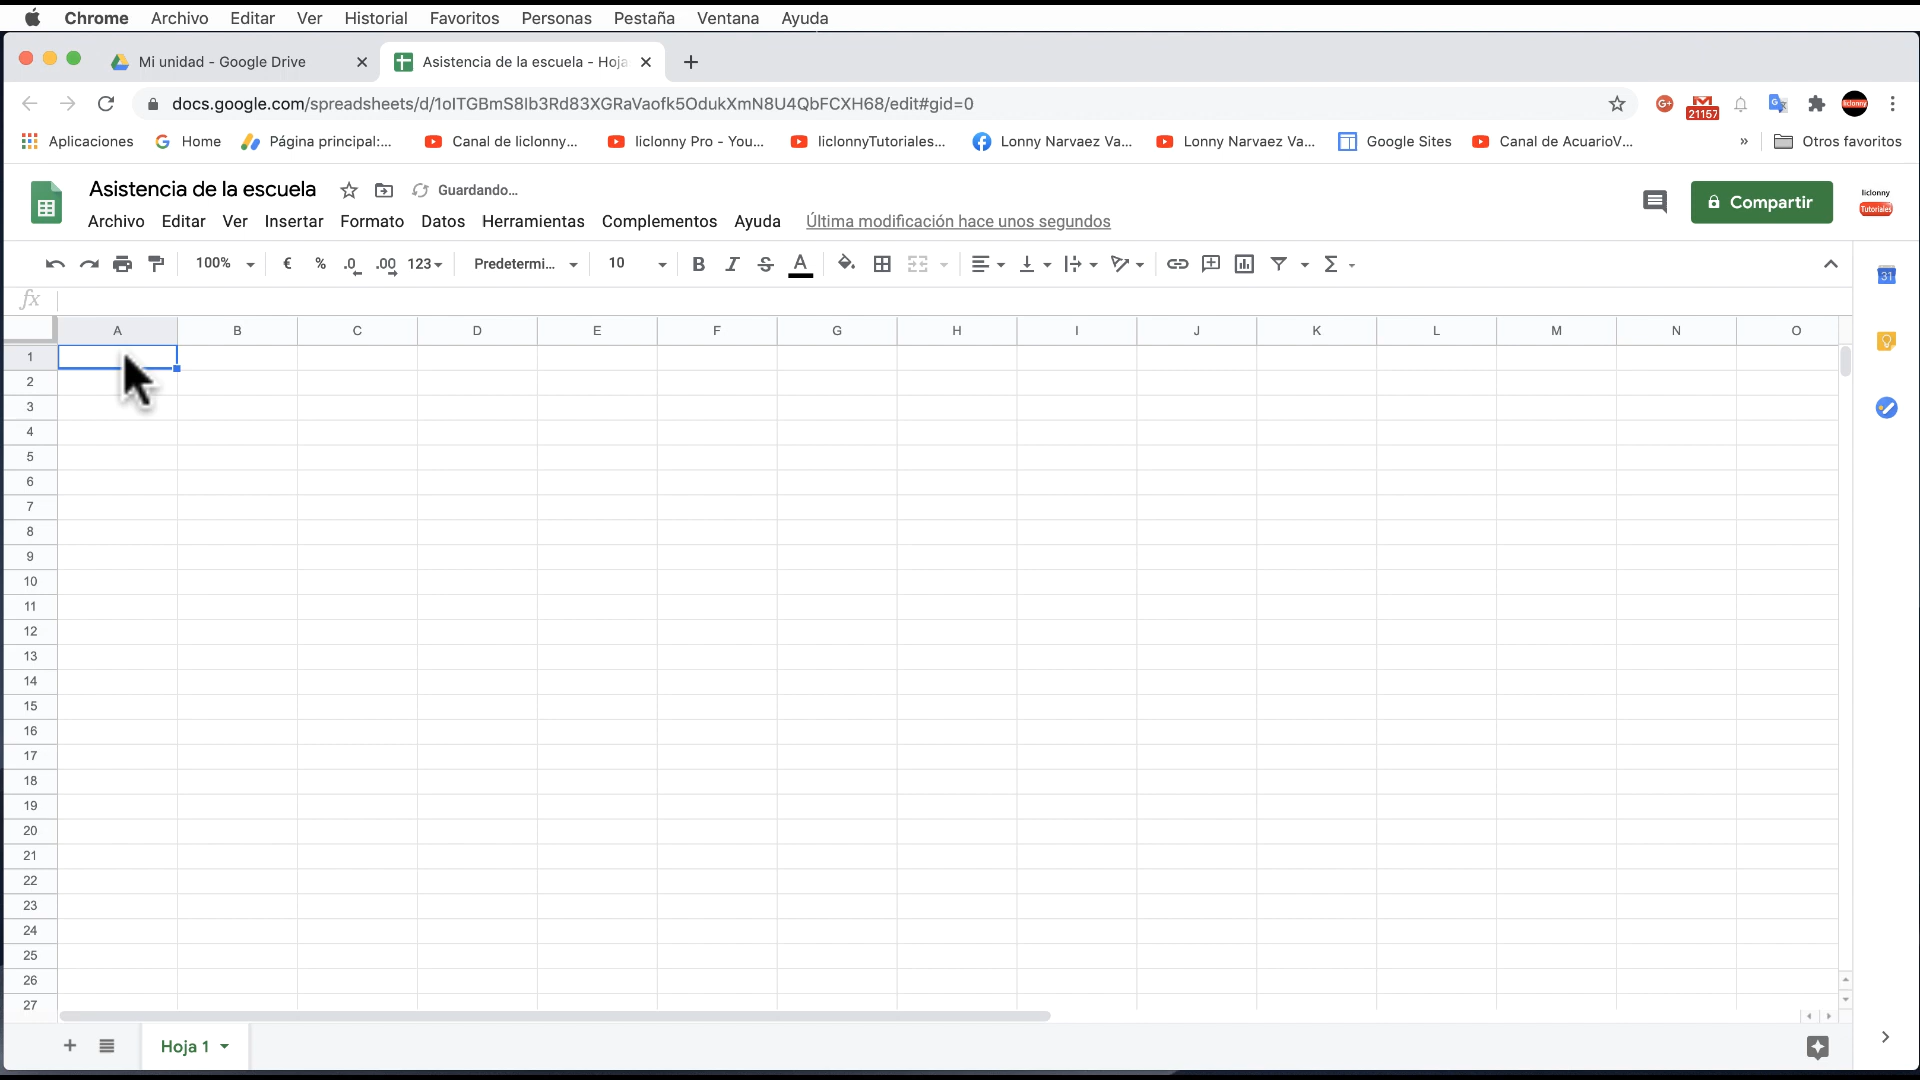 Chrome Archivo Editar Ver Historial Favoritos Personas Pestaña Ventana Ayuda
Mi unidad - Google Drive
Asistencia de la escuela - Hoja
docs.google.com/spreadsheets/d/1oITGBmS8Ib3Rd83XGRaVaofk5OdukXmN8U4QbFCXH68/edit#gid=0
21157
liclonny
Aplicaciones Home Página principal:... Canal de liclonny... liclonny Pro - You... liclonnyTutoriales... Lonny Narvaez Va... Lonny Narvaez Va... Google Sites Canal de AcuarioV... » Otros favoritos
Asistencia de la escuela Guardando...
Archivo Editar Ver Insertar Formato Datos Herramientas Complementos Ayuda Última modificación hace unos segundos
Compartir
liclonny
Tutoriales
100% € % .0 .00 123 Predetermi... 10 B I S A Σ
31
fx
A B C D E F G H I J K L M N O
1
2
3
4
5
6
7
8
9
10
11
12
13
14
15
16
17
18
19
20
21
22
23
24
25
26
27
Hoja 1